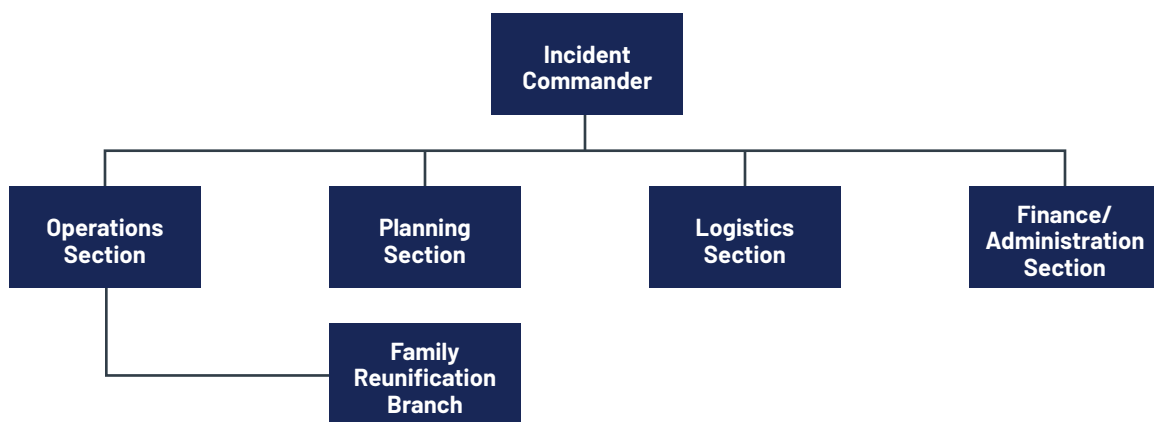 Incident
Commander
Operations
Section
Planning
Section
Logistics
Section
Finance/
Administration
Section
Family
Reunification
Branch